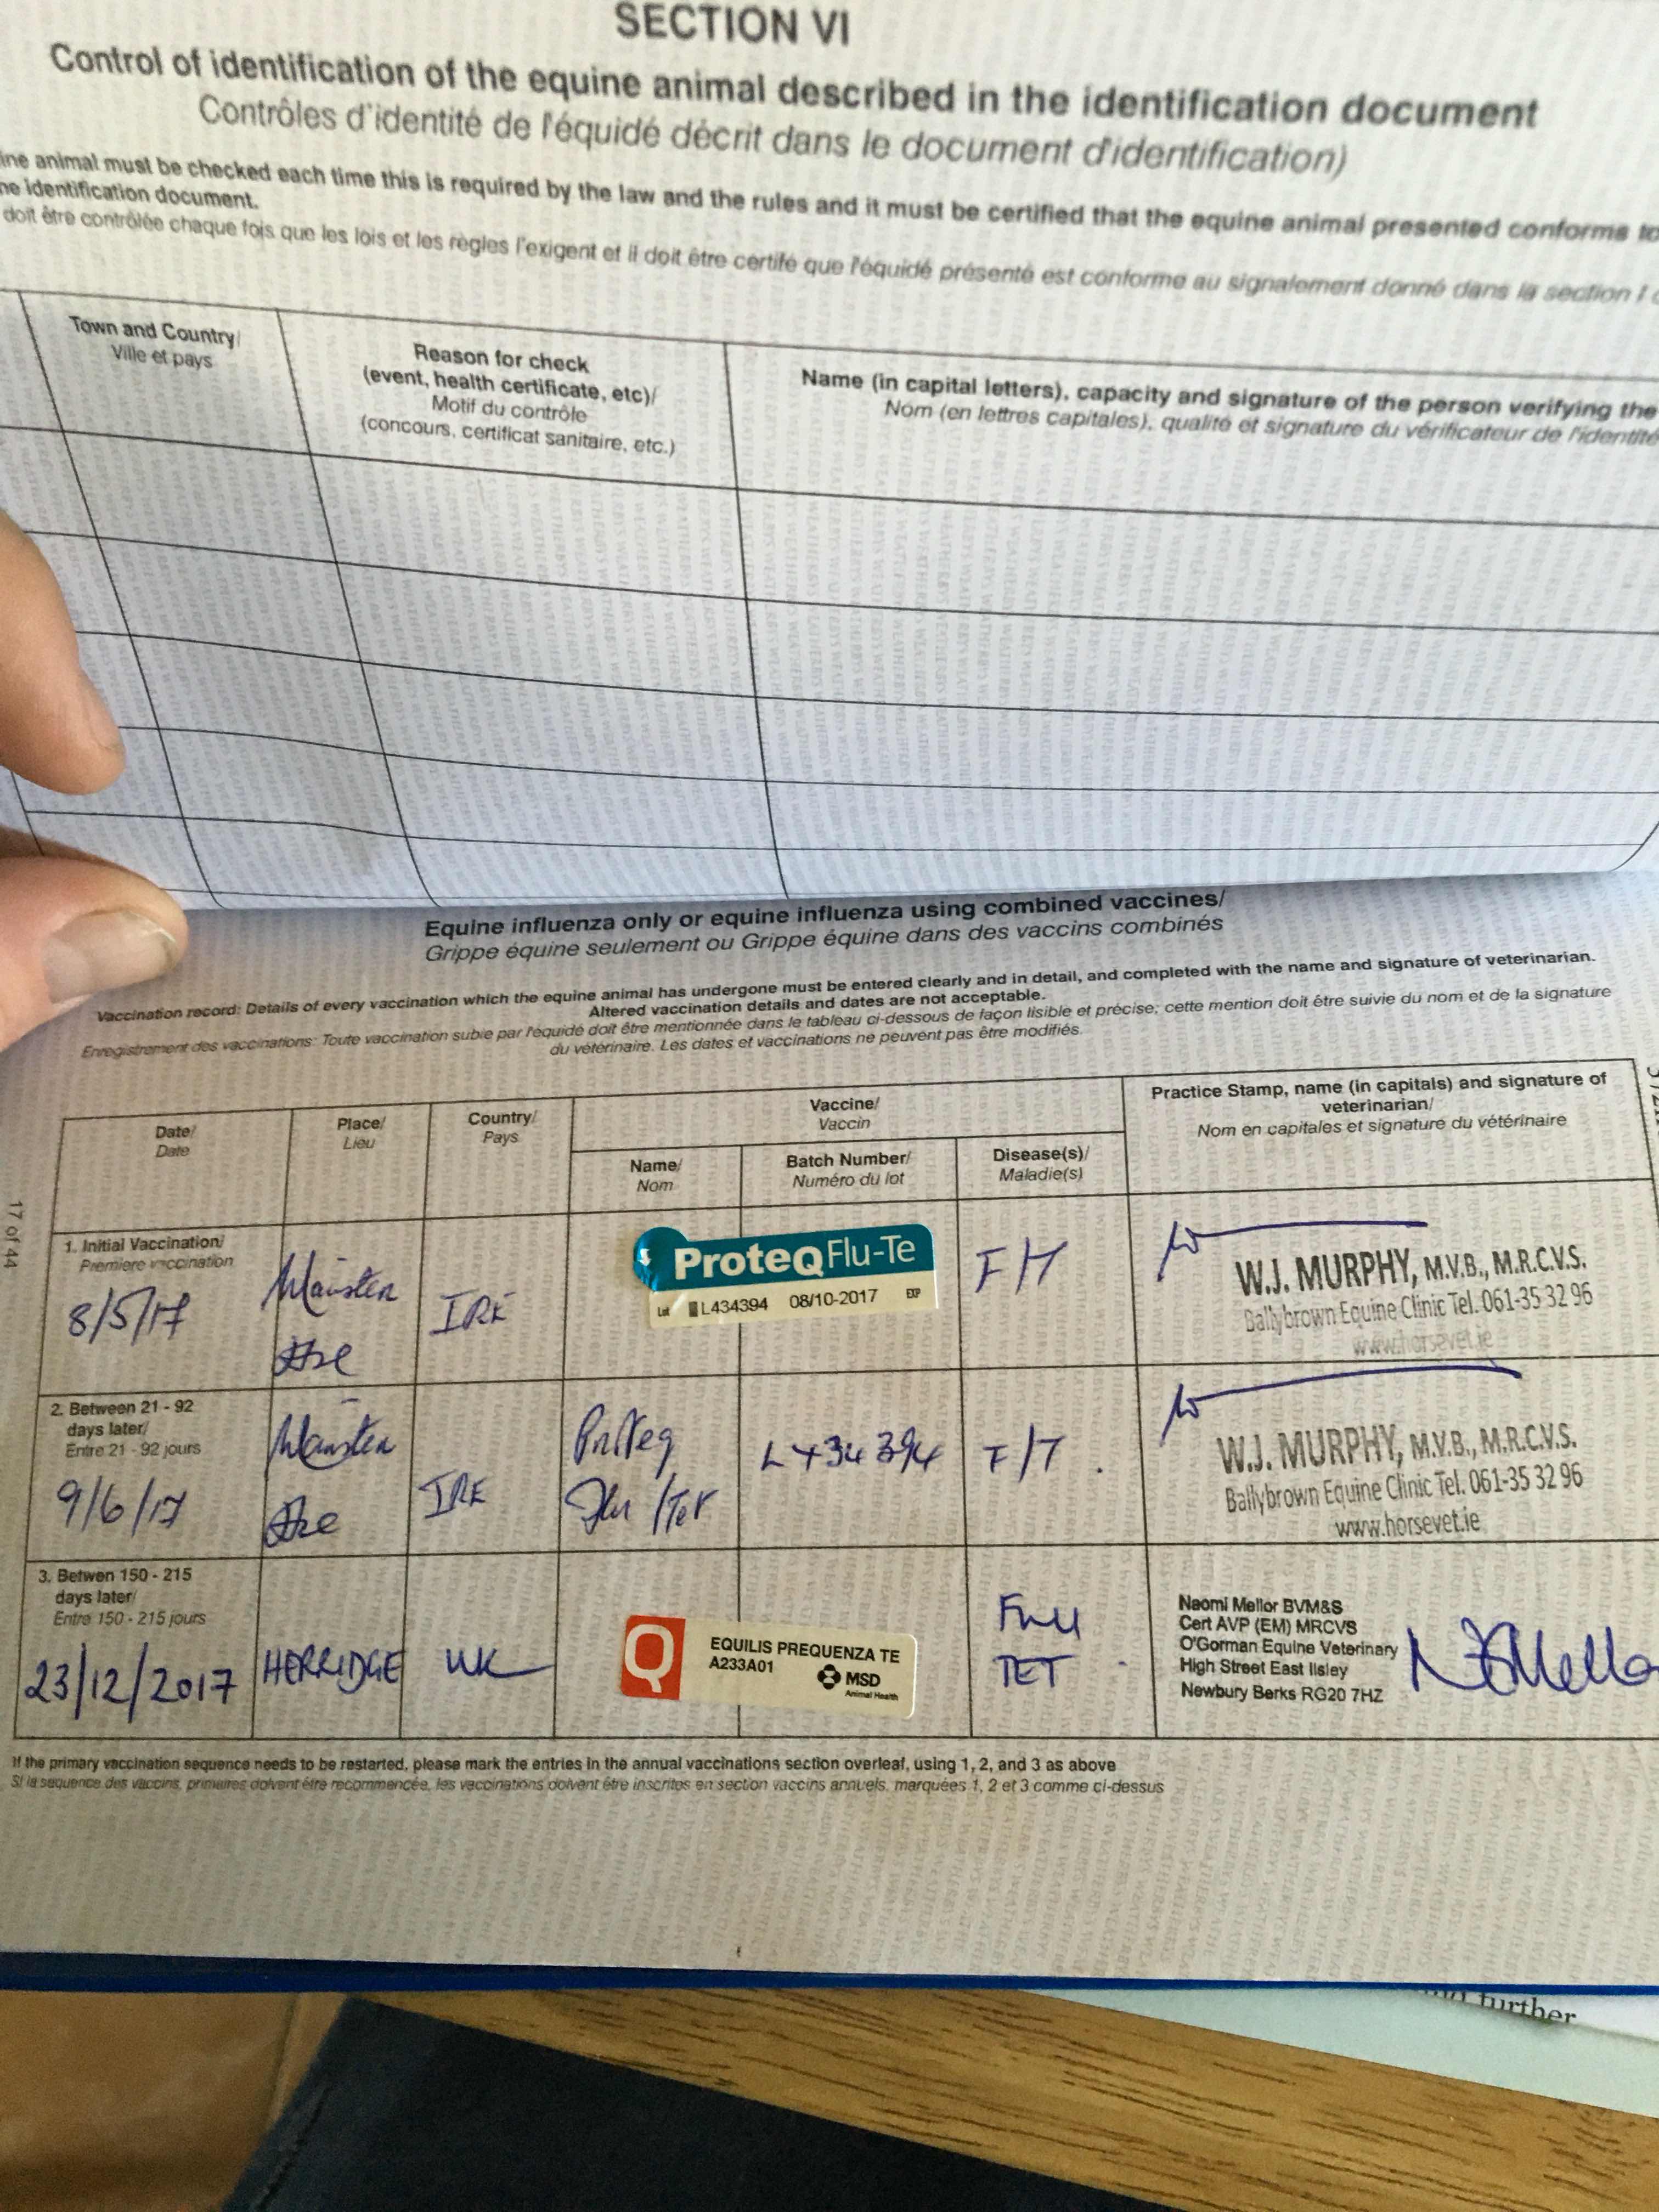 SECTION VI
Control of identification of the equine animal described in the identification document
Contrôles d'identité de l'équidé décrit dans le document d'identification)
ine animal must be checked each time this is required by the law and the rules and it must be certified that the equine animal presented conforms to
ne identification document.
doit être contrôlée chaque fois que les lois et les règles l'exigent et il doit être certifé que l'équidé présenté est conforme au signalement donné dans la section I
Town and Country/
Ville et pays
Reason for check
(event, health certificate, etc)/
Motif du contrôle
(concours, certificat sanitaire, etc.)
Name (in capital letters), capacity and signature of the person verifying the
Nom (en lettres capitales), qualité et signature du vérificateur de l'identité
Equine influenza only or equine influenza using combined vaccines/
Grippe équine seulement ou Grippe équine dans des vaccins combinés
Vaccination record: Details of every vaccination which the equine animal has undergone must be entered clearly and in detail, and completed with the name and signature of veterinarian.
Altered vaccination details and dates are not acceptable.
Enregistrement des vaccinations: Toute vaccination subie par l'équidé doit être mentionnée dans le tableau ci-dessous de façon lisible et précise; cette mention doit être suivie du nom et de la signature
du vétérinaire. Les dates et vaccinations ne peuvent pas être modifiés.
Date/
Date
Place/
Lieu
Country/
Pays
Vaccine/
Vaccin
Name/
Nom
Batch Number/
Numéro du lot
Disease(s)/
Maladie(s)
Practice Stamp, name (in capitals) and signature of
veterinarian/
Nom en capitales et signature du vétérinaire
17 of 44
1. Initial Vaccination/
Premiere vaccination
8/5/17
IRE
ProteqFlu-Te
Lot L434394 08/10-2017 EXP
F/T
W.J. MURPHY, M.V.B., M.R.C.V.S.
Ballybrown Equine Clinic Tel. 061-35 32 96
www.horsevet.ie
2. Between 21 - 92
days later/
Entre 21 - 92 jours
9/6/17
IRE
Proteq
Flu/Tet
L434394
F/T.
W.J. MURPHY, M.V.B., M.R.C.V.S.
Ballybrown Equine Clinic Tel. 061-35 32 96
www.horsevet.ie
3. Betwen 150 - 215
days later/
Entre 150 - 215 jours
23/12/2017
HERRIDGE
UK
Q
EQUILIS PREQUENZA TE
A233A01
MSD
Animal Health
FLU
TET
Naomi Mellor BVM&S
Cert AVP (EM) MRCVS
O'Gorman Equine Veterinary
High Street East Ilsley
Newbury Berks RG20 7HZ
If the primary vaccination sequence needs to be restarted, please mark the entries in the annual vaccinations section overleaf, using 1, 2, and 3 as above
Si la sequence des vaccins, primaires doivent être recommencée, les vaccinations doivent être inscritos en section vaccins annuels, marquées 1, 2 et 3 comme ci-dessus
further